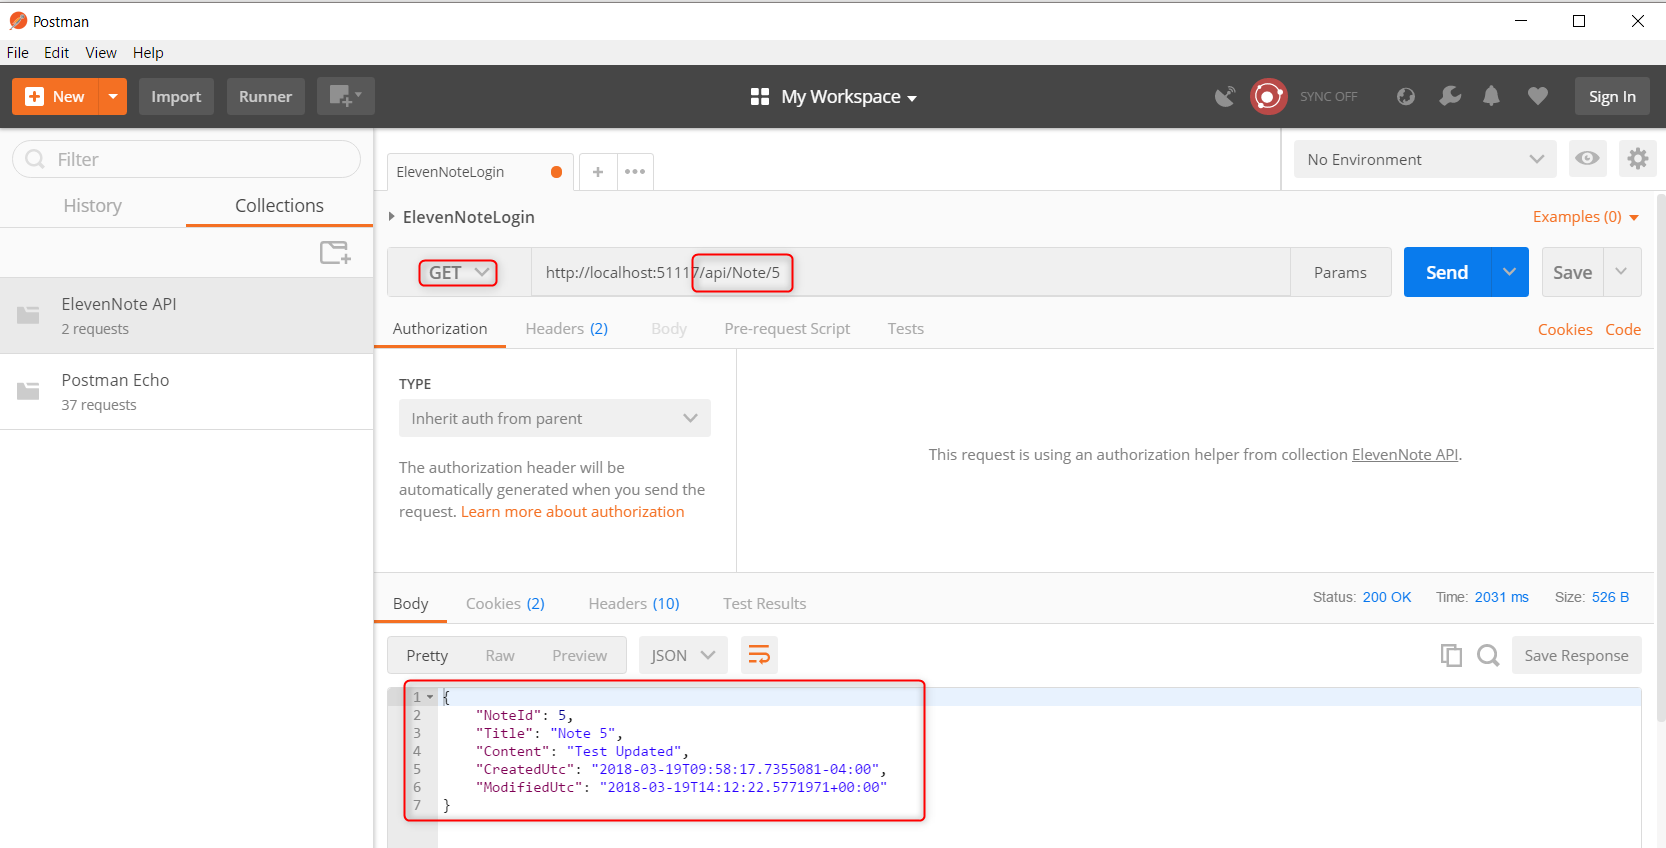 Postman
File Edit View Help
New Import Runner My Workspace SYNC OFF Sign In
Filter
History Collections
ElevenNote API
2 requests
Postman Echo
37 requests
ElevenNoteLogin + ••• No Environment
ElevenNoteLogin Examples (0)
GET http://localhost:51117/api/Note/5 Params Send Save
Authorization Headers (2) Body Pre-request Script Tests Cookies Code
TYPE
Inherit auth from parent
The authorization header will be
automatically generated when you send the
request. Learn more about authorization
This request is using an authorization helper from collection ElevenNote API.
Body Cookies (2) Headers (10) Test Results Status: 200 OK Time: 2031 ms Size: 526 B
Pretty Raw Preview JSON Save Response
1 {
2 "NoteId": 5,
3 "Title": "Note 5",
4 "Content": "Test Updated",
5 "CreatedUtc": "2018-03-19T09:58:17.7355081-04:00",
6 "ModifiedUtc": "2018-03-19T14:12:22.5771971+00:00"
7 }